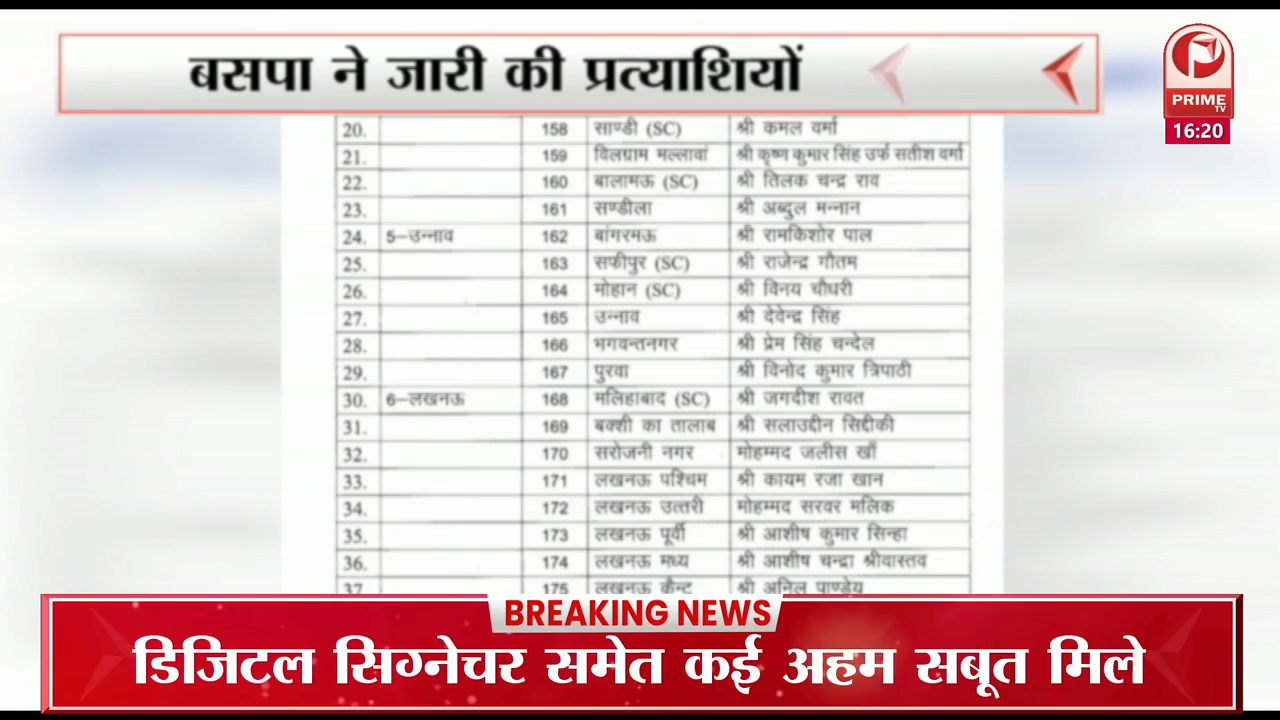 बसपा ने जारी की प्रत्याशियों
PRIME
TV
16:20
20. 158 साण्डी (SC) श्री कमल वर्मा
21. 159 विलग्राम मल्लावां श्री कृष्ण कुमार सिंह उर्फ सतीश वर्मा
22. 160 बालामऊ (SC) श्री तिलक चन्द्र राव
23. 161 सण्डीला श्री अब्दुल मन्नान
24. 5–उन्नाव 162 बांगरमऊ श्री रामकिशोर पाल
25. 163 सफीपुर (SC) श्री राजेन्द्र गौतम
26. 164 मोहान (SC) श्री विनय चौधरी
27. 165 उन्नाव श्री देवेन्द्र सिंह
28. 166 भगवन्तनगर श्री प्रेम सिंह चन्देल
29. 167 पुरवा श्री विनोद कुमार त्रिपाठी
30. 6–लखनऊ 168 मलिहाबाद (SC) श्री जगदीश रावत
31. 169 बक्शी का तालाब श्री सलाउद्दीन सिद्दीकी
32. 170 सरोजनी नगर मोहम्मद जलीस खाँ
33. 171 लखनऊ पश्चिम श्री कायम रजा खान
34. 172 लखनऊ उत्तरी मोहम्मद सरवर मलिक
35. 173 लखनऊ पूर्वी श्री आशीष कुमार सिन्हा
36. 174 लखनऊ मध्य श्री आशीष चन्द्रा श्रीवास्तव
37. 175 लखनऊ कैन्ट श्री अनिल पाण्डेय
BREAKING NEWS
डिजिटल सिग्नेचर समेत कई अहम सबूत मिले